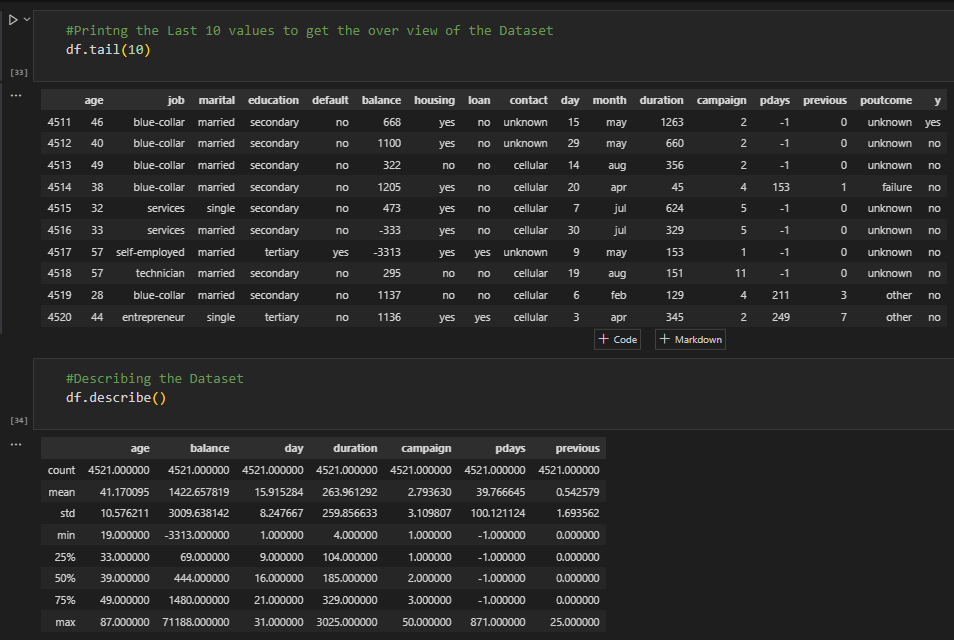 #Printng the Last 10 values to get the over view of the Dataset
df.tail(10)
[33]
...
age job marital education default balance housing loan contact day month duration campaign pdays previous poutcome y
4511 46 blue-collar married secondary no 668 yes no unknown 15 may 1263 2 -1 0 unknown yes
4512 40 blue-collar married secondary no 1100 yes no unknown 29 may 660 2 -1 0 unknown no
4513 49 blue-collar married secondary no 322 no no cellular 14 aug 356 2 -1 0 unknown no
4514 38 blue-collar married secondary no 1205 yes no cellular 20 apr 45 4 153 1 failure no
4515 32 services single secondary no 473 yes no cellular 7 jul 624 5 -1 0 unknown no
4516 33 services married secondary no -333 yes no cellular 30 jul 329 5 -1 0 unknown no
4517 57 self-employed married tertiary yes -3313 yes yes unknown 9 may 153 1 -1 0 unknown no
4518 57 technician married secondary no 295 no no cellular 19 aug 151 11 -1 0 unknown no
4519 28 blue-collar married secondary no 1137 no no cellular 6 feb 129 4 211 3 other no
4520 44 entrepreneur single tertiary no 1136 yes yes cellular 3 apr 345 2 249 7 other no
+ Code + Markdown
#Describing the Dataset
df.describe()
[34]
...
age balance day duration campaign pdays previous
count 4521.000000 4521.000000 4521.000000 4521.000000 4521.000000 4521.000000 4521.000000
mean 41.170095 1422.657819 15.915284 263.961292 2.793630 39.766645 0.542579
std 10.576211 3009.638142 8.247667 259.856633 3.109807 100.121124 1.693562
min 19.000000 -3313.000000 1.000000 4.000000 1.000000 -1.000000 0.000000
25% 33.000000 69.000000 9.000000 104.000000 1.000000 -1.000000 0.000000
50% 39.000000 444.000000 16.000000 185.000000 2.000000 -1.000000 0.000000
75% 49.000000 1480.000000 21.000000 329.000000 3.000000 -1.000000 0.000000
max 87.000000 71188.000000 31.000000 3025.000000 50.000000 871.000000 25.000000